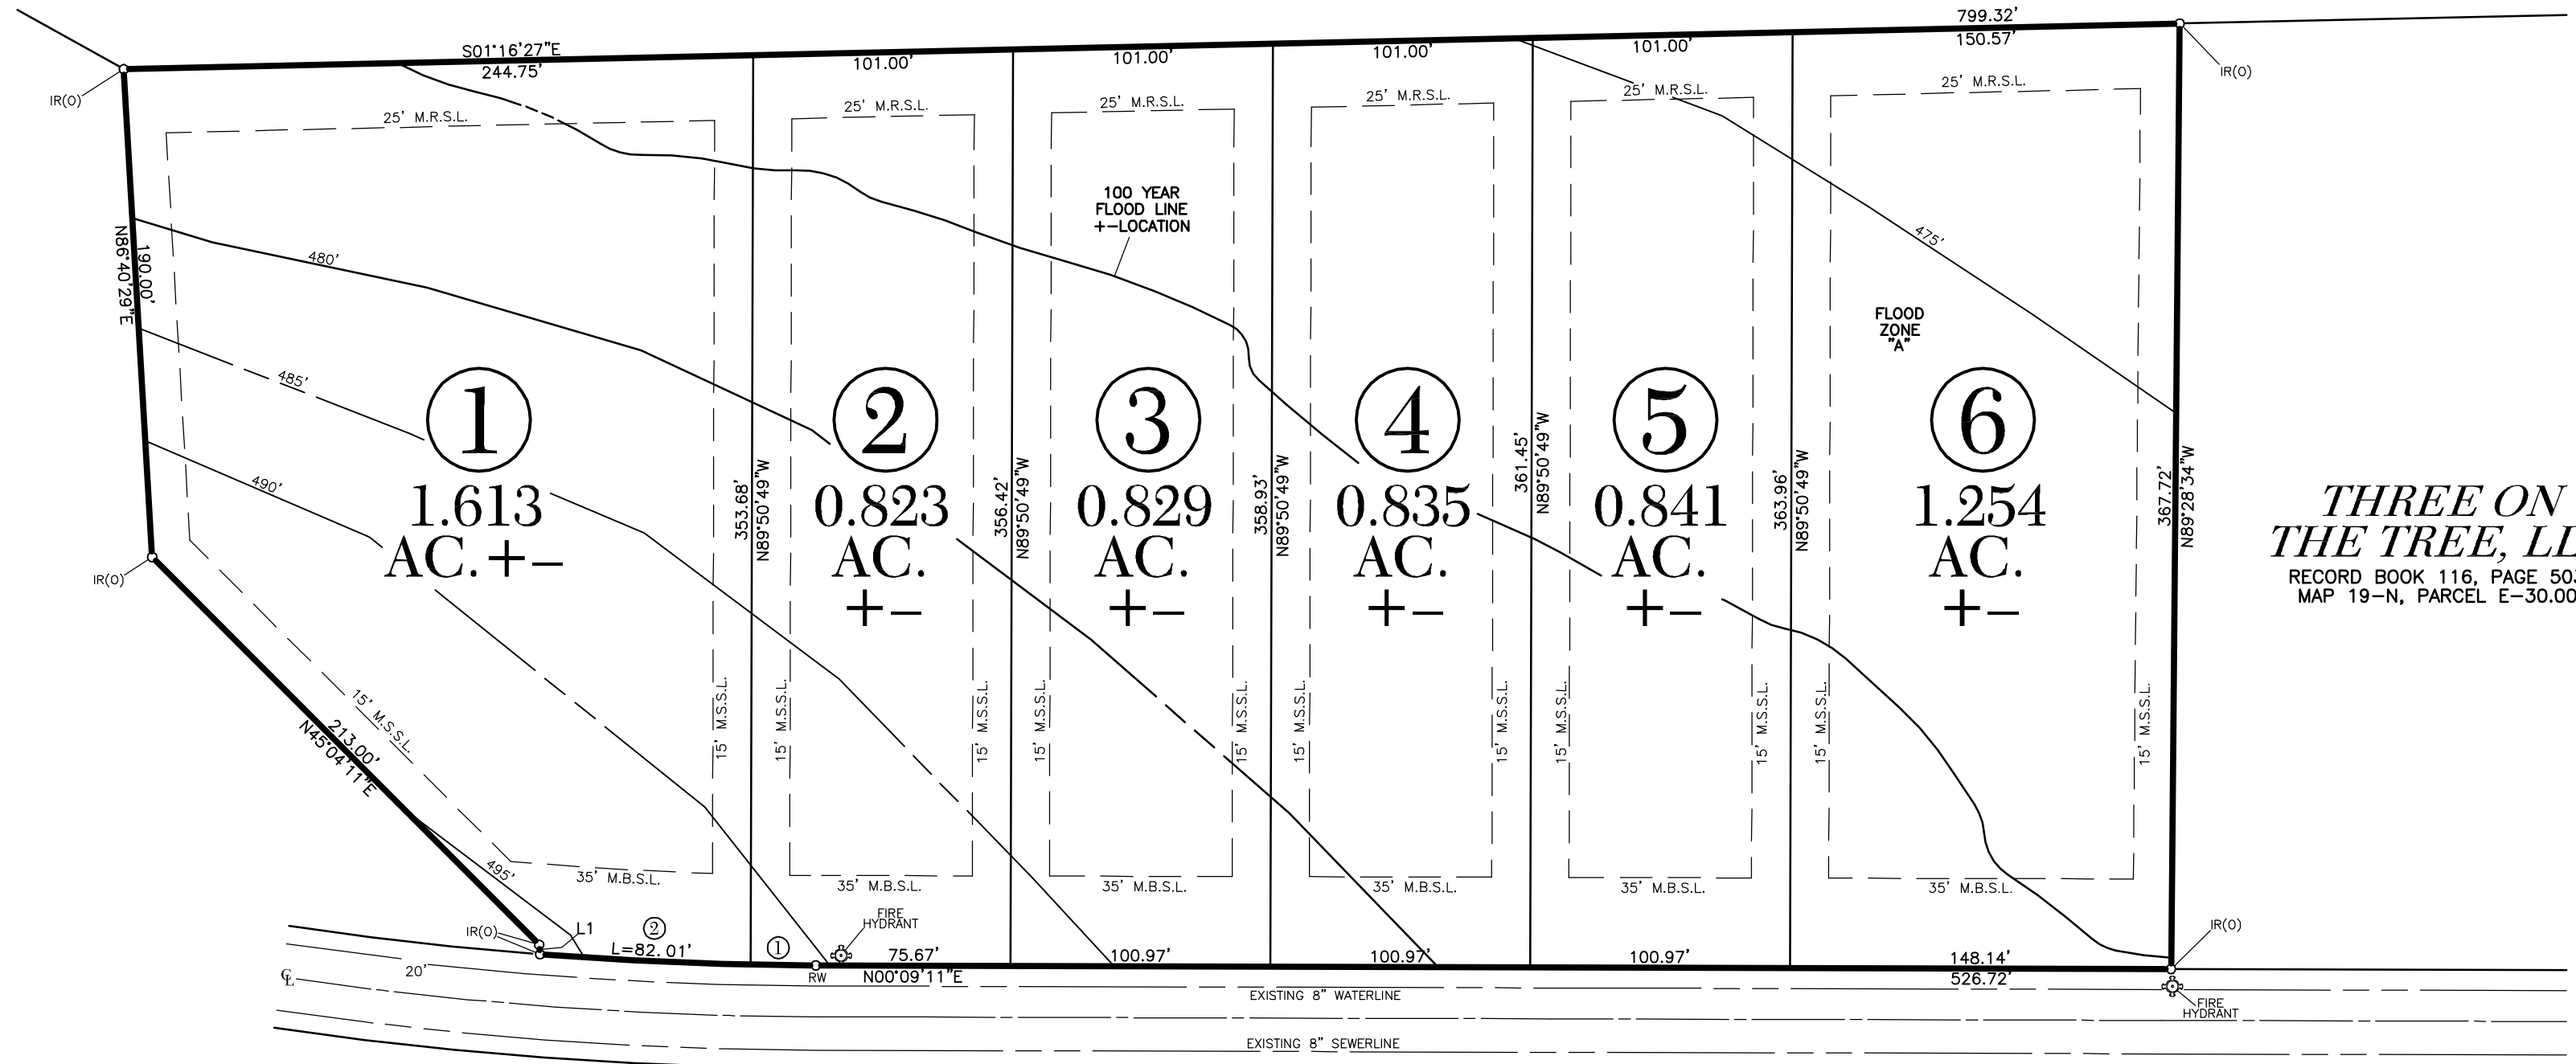 799.32'
S01°16'27"E
244.75'
101.00'
101.00'
101.00'
101.00'
150.57'
IR(O)
IR(O)
25' M.R.S.L.
25' M.R.S.L.
25' M.R.S.L.
25' M.R.S.L.
25' M.R.S.L.
25' M.R.S.L.
100 YEAR
FLOOD LINE
+-LOCATION
N86°40'29"E
190.00'
480'
475'
FLOOD
ZONE
"A"
485'
490'
1
1.613
AC.+-
2
0.823
AC.
+-
3
0.829
AC.
+-
4
0.835
AC.
+-
5
0.841
AC.
+-
6
1.254
AC.
+-
353.68'
N89°50'49"W
356.42'
N89°50'49"W
358.93'
N89°50'49"W
361.45'
N89°50'49"W
363.96'
N89°50'49"W
367.72'
N89°28'34"W
THREE ON
THE TREE,
RECORD BOOK 116, PAGE
MAP 19-N, PARCEL E-30.00
IR(O)
15' M.S.S.L.
213.00'
N45°04'11"E
15' M.S.S.L.
15' M.S.S.L.
15' M.S.S.L.
15' M.S.S.L.
15' M.S.S.L.
15' M.S.S.L.
15' M.S.S.L.
15' M.S.S.L.
15' M.S.S.L.
15' M.S.S.L.
15' M.S.S.L.
495'
35' M.B.S.L.
35' M.B.S.L.
35' M.B.S.L.
35' M.B.S.L.
35' M.B.S.L.
35' M.B.S.L.
IR(O)
L1
2
L=82.01'
1
FIRE
HYDRANT
75.67'
100.97'
100.97'
100.97'
148.14'
IR(O)
RW
N00°09'11"E
526.72'
20'
CL
EXISTING 8" WATERLINE
FIRE
HYDRANT
EXISTING 8" SEWERLINE